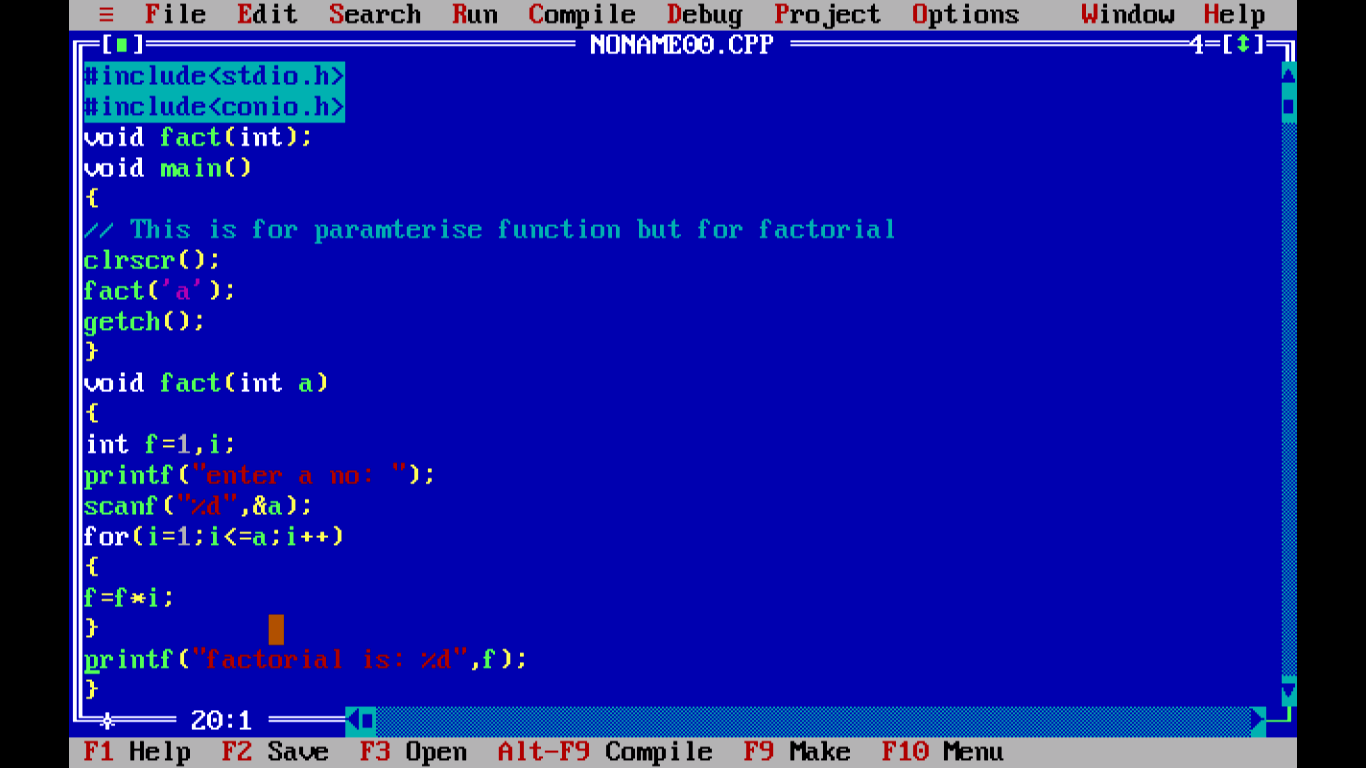 ≡ File Edit Search Run Compile Debug Project Options Window Help
[■] NONAME00.CPP 4=[↕]
#include<stdio.h>
#include<conio.h>
void fact(int);
void main()
{
// This is for paramterise function but for factorial
clrscr();
fact('a');
getch();
}
void fact(int a)
{
int f=1,i;
printf("enter a no: ");
scanf("%d",&a);
for(i=1;i<=a;i++)
{
f=f*i;
}
printf("factorial is: %d",f);
}
20:1
F1 Help F2 Save F3 Open Alt-F9 Compile F9 Make F10 Menu